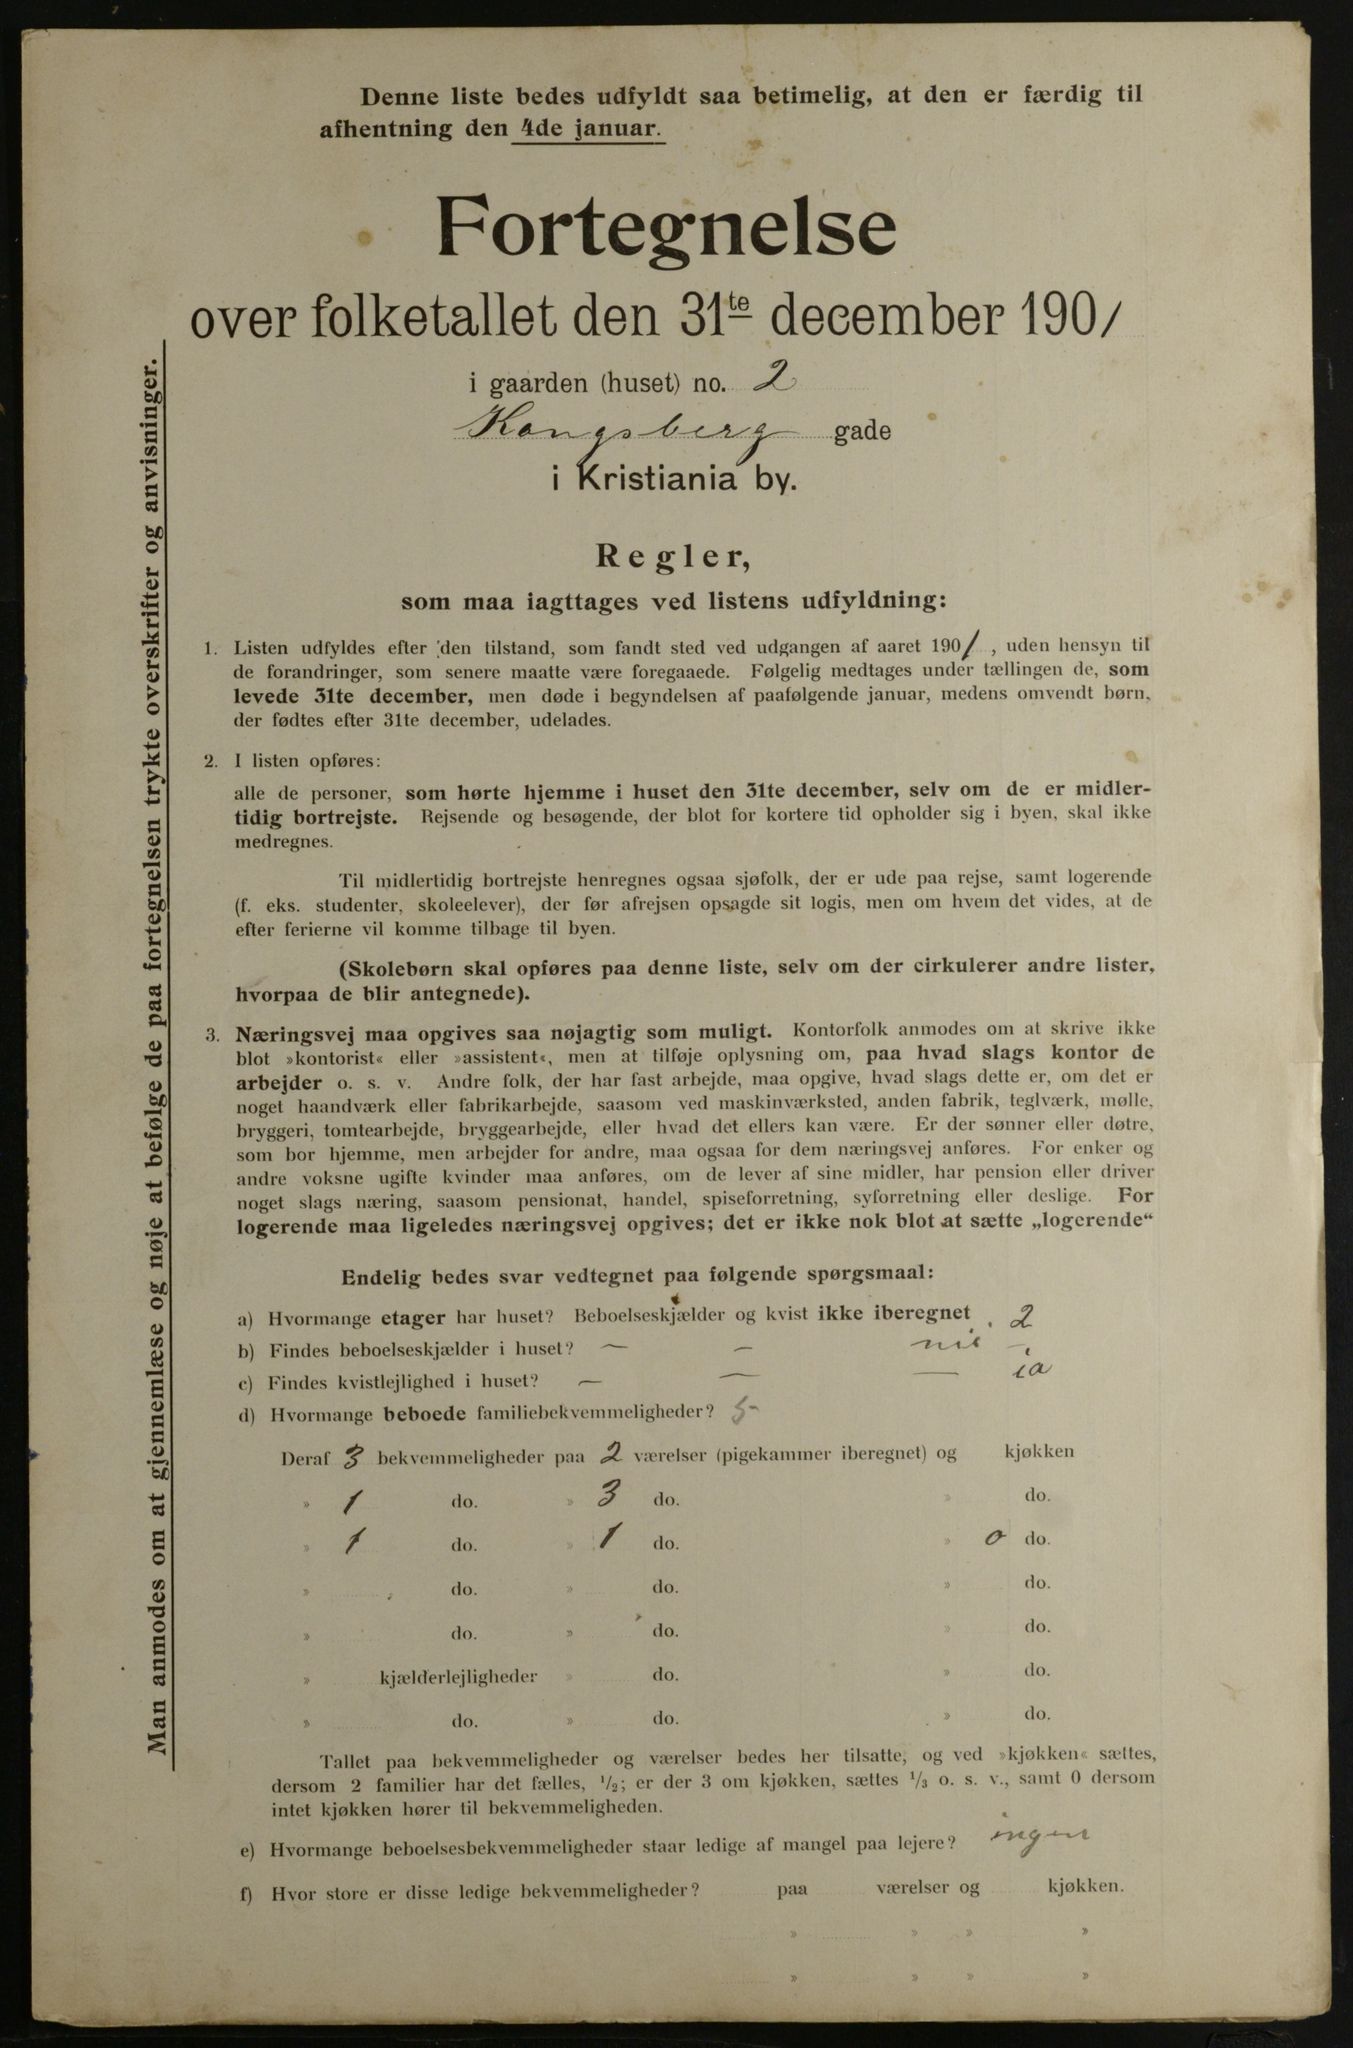 Denne liste bedes udfyldt saa betimelig, at den er færdig til
afhentning den 4de januar.
Fortegnelse
over folketallet den 31te december 1901
i gaarden (huset) no. 2
Kongsberg gade
i Kristiania by.
Regler,
som maa iagttages ved listens udfyldning:
1. Listen udfyldes efter den tilstand, som fandt sted ved udgangen af aaret 1901, uden hensyn til
de forandringer, som senere maatte være foregaaede. Følgelig medtages under tællingen de, som
levede 31te december, men døde i begyndelsen af paafølgende januar, medens omvendt børn,
der fødtes efter 31te december, udelades.
2. I listen opføres:
alle de personer, som hørte hjemme i huset den 31te december, selv om de er midler-
tidig bortrejste. Rejsende og besøgende, der blot for kortere tid opholder sig i byen, skal ikke
medregnes.
Til midlertidig bortrejste henregnes ogsaa sjøfolk, der er ude paa rejse, samt logerende
(f. eks. studenter, skoleelever), der før afrejsen opsagde sit logis, men om hvem det vides, at de
efter ferierne vil komme tilbage til byen.
(Skolebørn skal opføres paa denne liste, selv om der cirkulerer andre lister,
hvorpaa de blir antegnede).
3. Næringsvej maa opgives saa nøjagtig som muligt. Kontorfolk anmodes om at skrive ikke
blot »kontorist« eller »assistent«, men at tilføje oplysning om, paa hvad slags kontor de
arbejder o. s. v. Andre folk, der har fast arbejde, maa opgive, hvad slags dette er, om det er
noget haandværk eller fabrikarbejde, saasom ved maskinværksted, anden fabrik, teglværk, mølle,
bryggeri, tomtearbejde, bryggearbejde, eller hvad det ellers kan være. Er der sønner eller døtre,
som bor hjemme, men arbejder for andre, maa ogsaa for dem næringsvej anføres. For enker og
andre voksne ugifte kvinder maa anføres, om de lever af sine midler, har pension eller driver
noget slags næring, saasom pensionat, handel, spiseforretning, syforretning eller deslige. For
logerende maa ligeledes næringsvej opgives; det er ikke nok blot at sætte „logerende“
Endelig bedes svar vedtegnet paa følgende spørgsmaal:
a) Hvormange etager har huset? Beboelseskjælder og kvist ikke iberegnet . 2
b) Findes beboelseskjælder i huset? — — nei —
c) Findes kvistlejlighed i huset? — — — ja
d) Hvormange beboede familiebekvemmeligheder? 5
Deraf 3 bekvemmeligheder paa 2 værelser (pigekammer iberegnet) og kjøkken
» 1 do. » 3 do. » do.
» 1 do. » 1 do. » 0 do.
» do. » do. » do.
» do. » do. » do.
» kjælderlejligheder » do. » do.
» do. » do. » do.
Tallet paa bekvemmeligheder og værelser bedes her tilsatte, og ved »kjøkken« sættes,
dersom 2 familier har det fælles, 1/2; er der 3 om kjøkken, sættes 1/3 o. s. v., samt 0 dersom
intet kjøkken hører til bekvemmeligheden.
e) Hvormange beboelsesbekvemmeligheder staar ledige af mangel paa lejere? ingen
f) Hvor store er disse ledige bekvemmeligheder? paa værelser og kjøkken.
» » » »
» » » »
Man anmodes om at gjennemlæse og nøje at befølge de paa fortegnelsen trykte overskrifter og anvisninger.